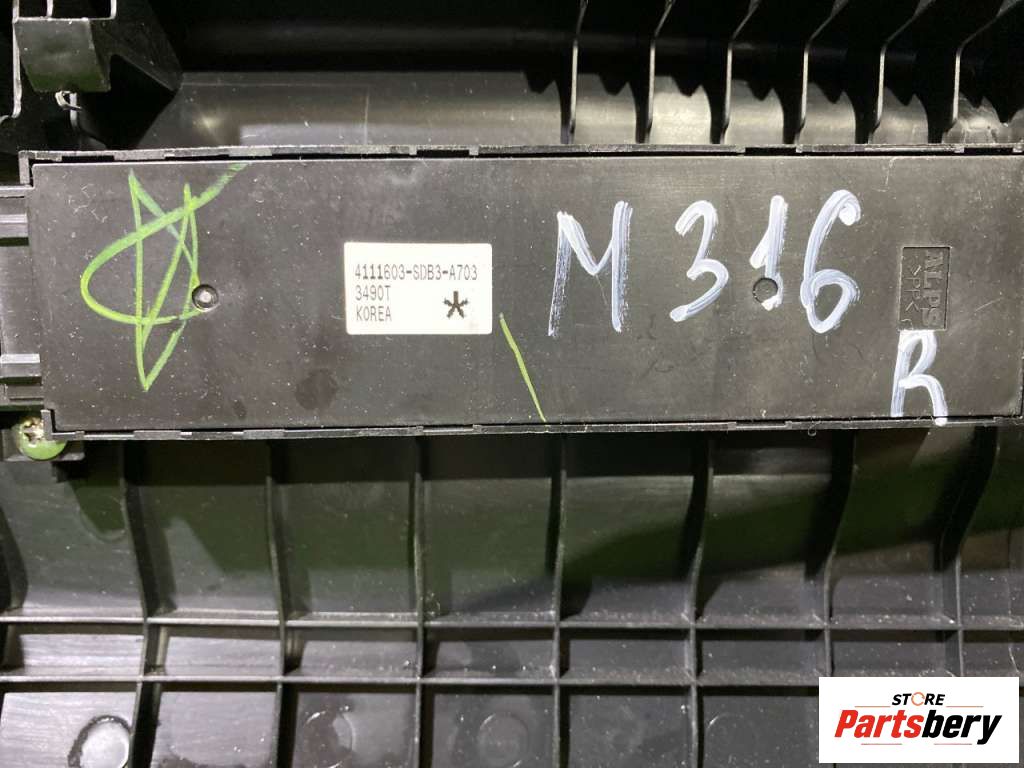 4111603-SDB3-A703
3490T
KOREA *
M316
ALPS
R
STORE
Partsbery